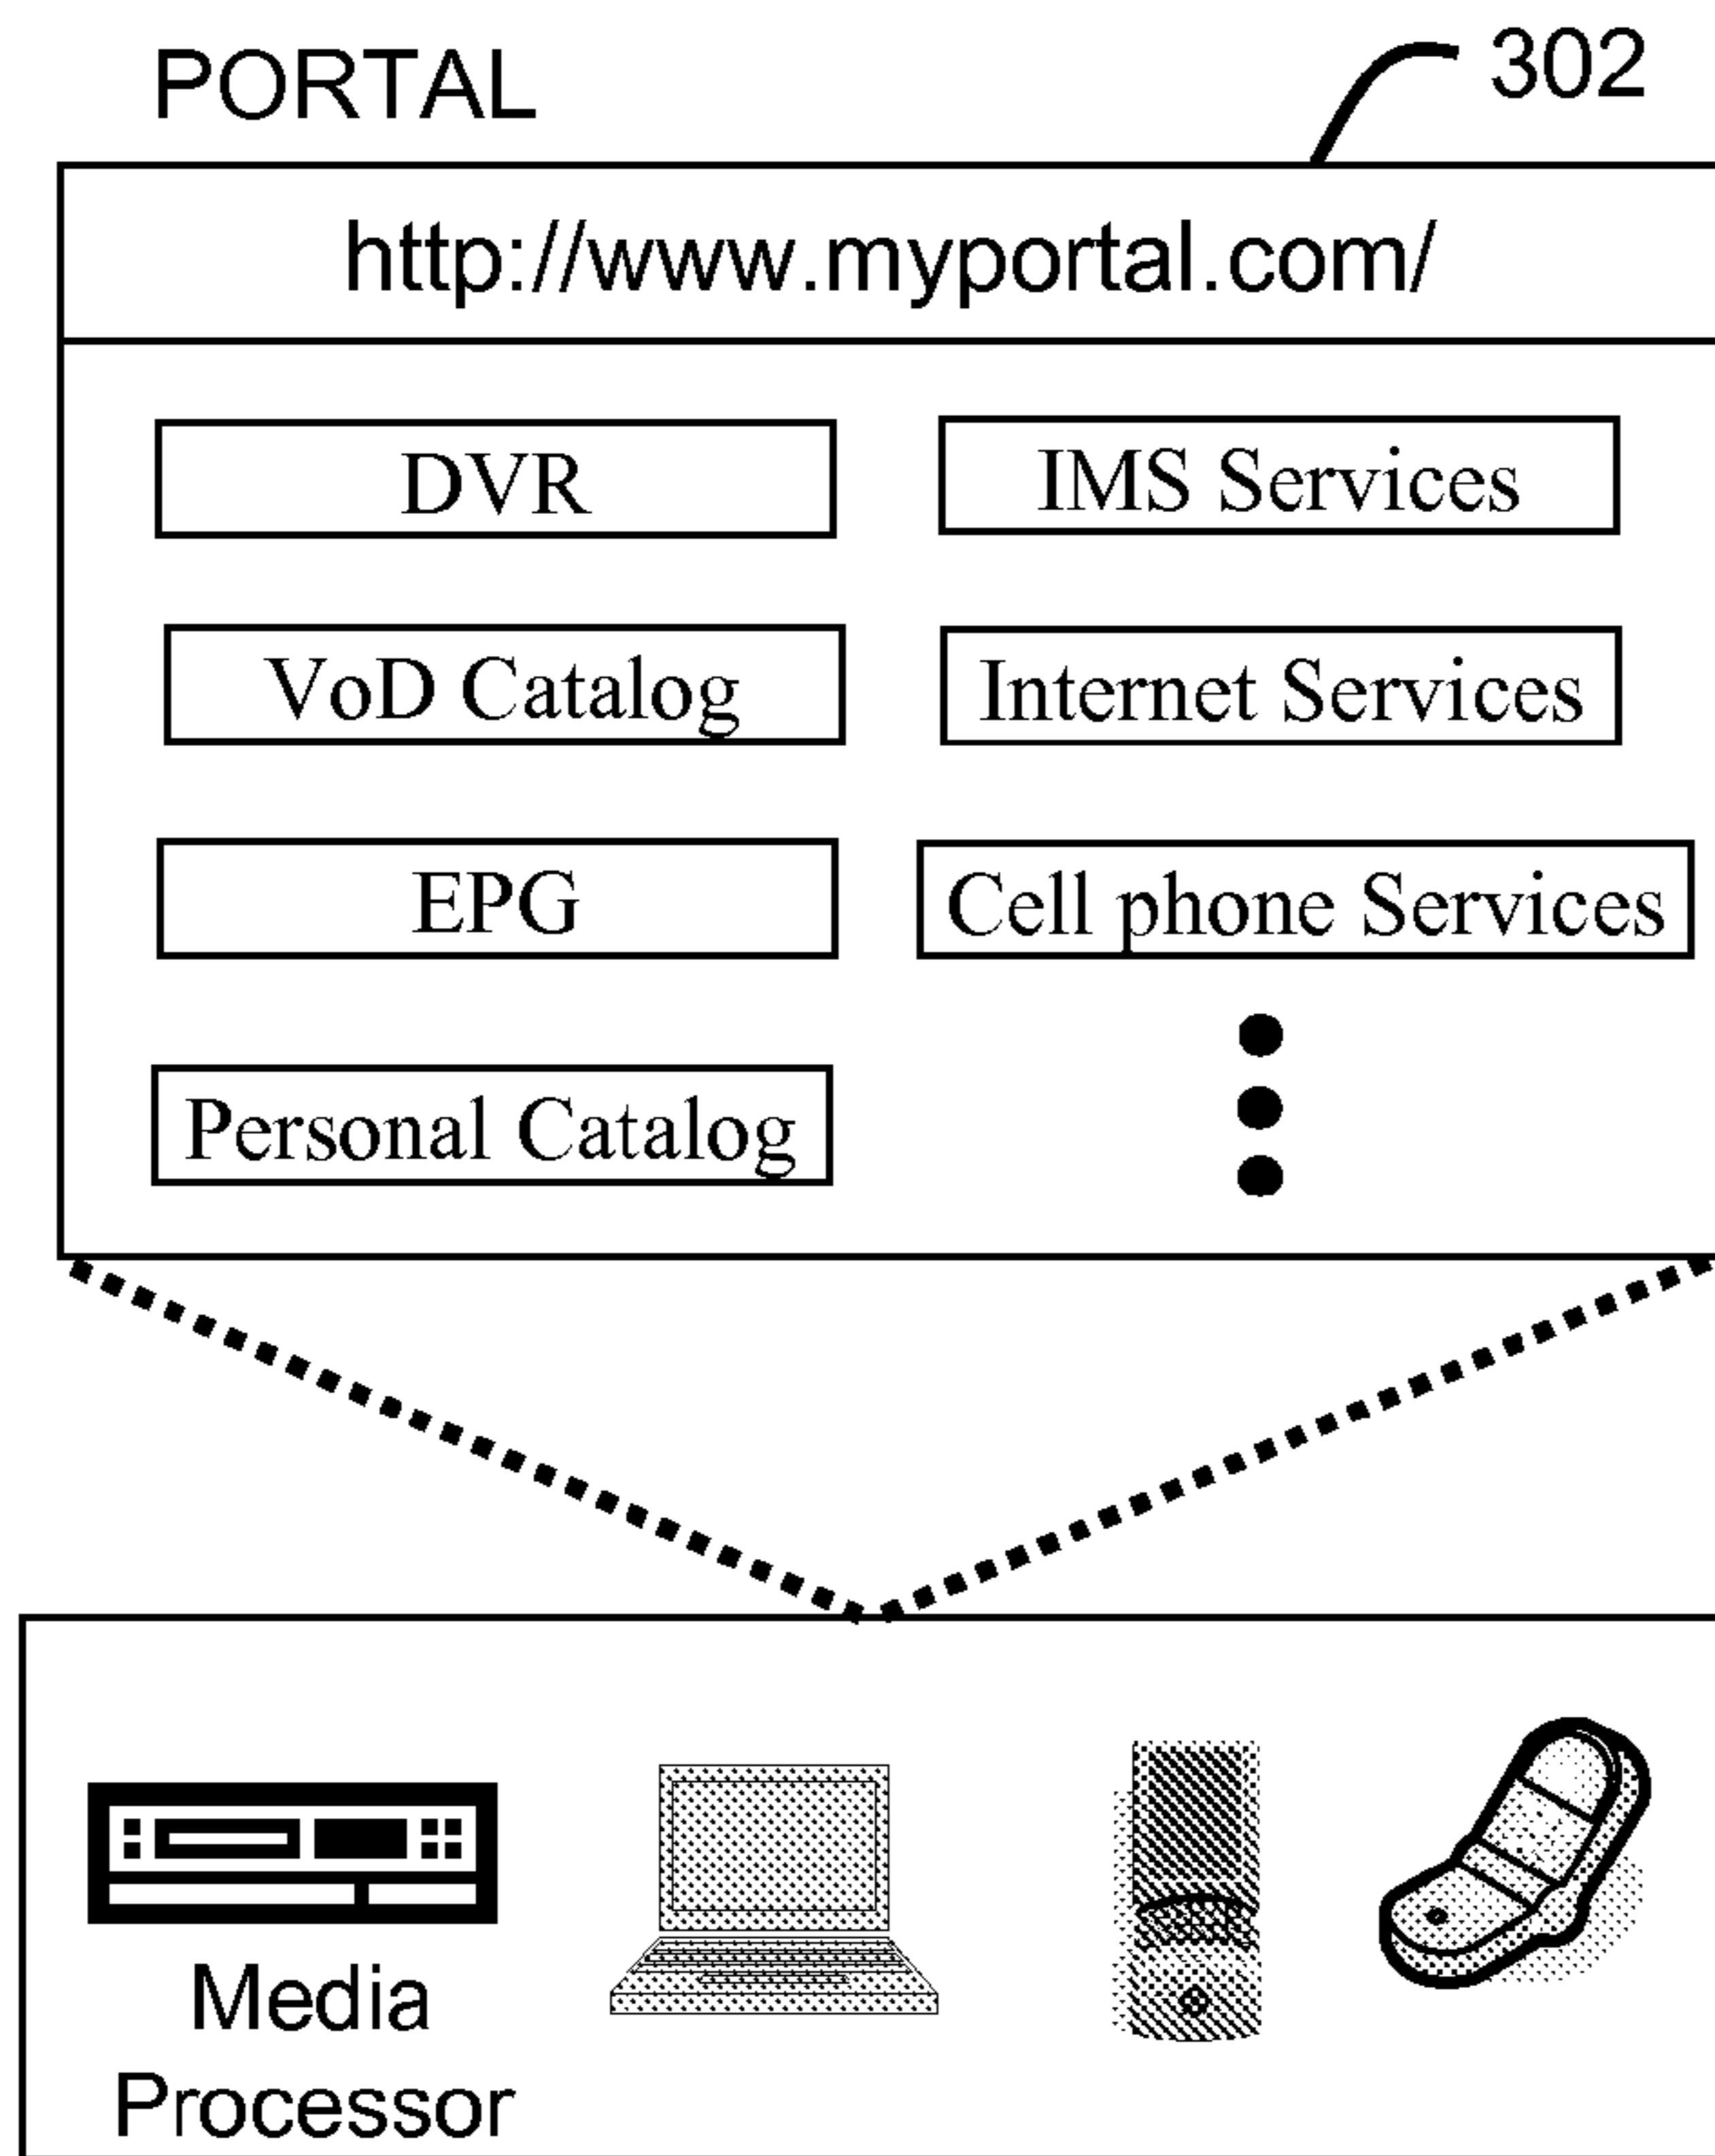 PORTAL
302
http://www.myportal.com/
DVR
IMS Services
VoD Catalog
Internet Services
EPG
Cell phone Services
Personal Catalog
Media
Processor